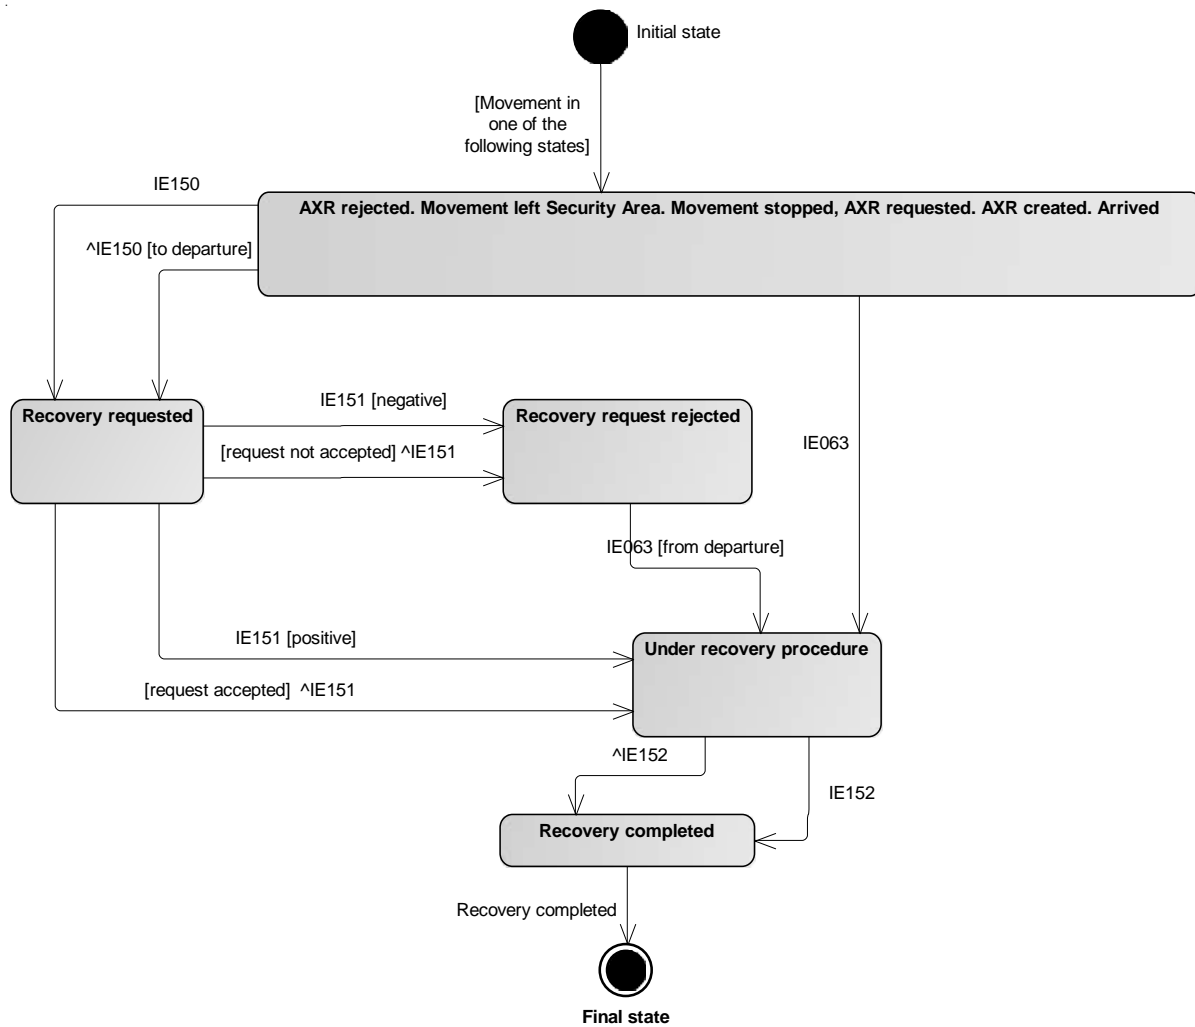 Initial state
[Movement in
one of the
following states]
IE150
AXR rejected. Movement left Security Area. Movement stopped, AXR requested. AXR created. Arrived
^IE150 [to departure]
Recovery requested
IE151 [negative]
Recovery request rejected
[request not accepted] ^IE151
IE063
IE063 [from departure]
IE151 [positive]
Under recovery procedure
[request accepted]  ^IE151
^IE152
IE152
Recovery completed
Recovery completed
Final state